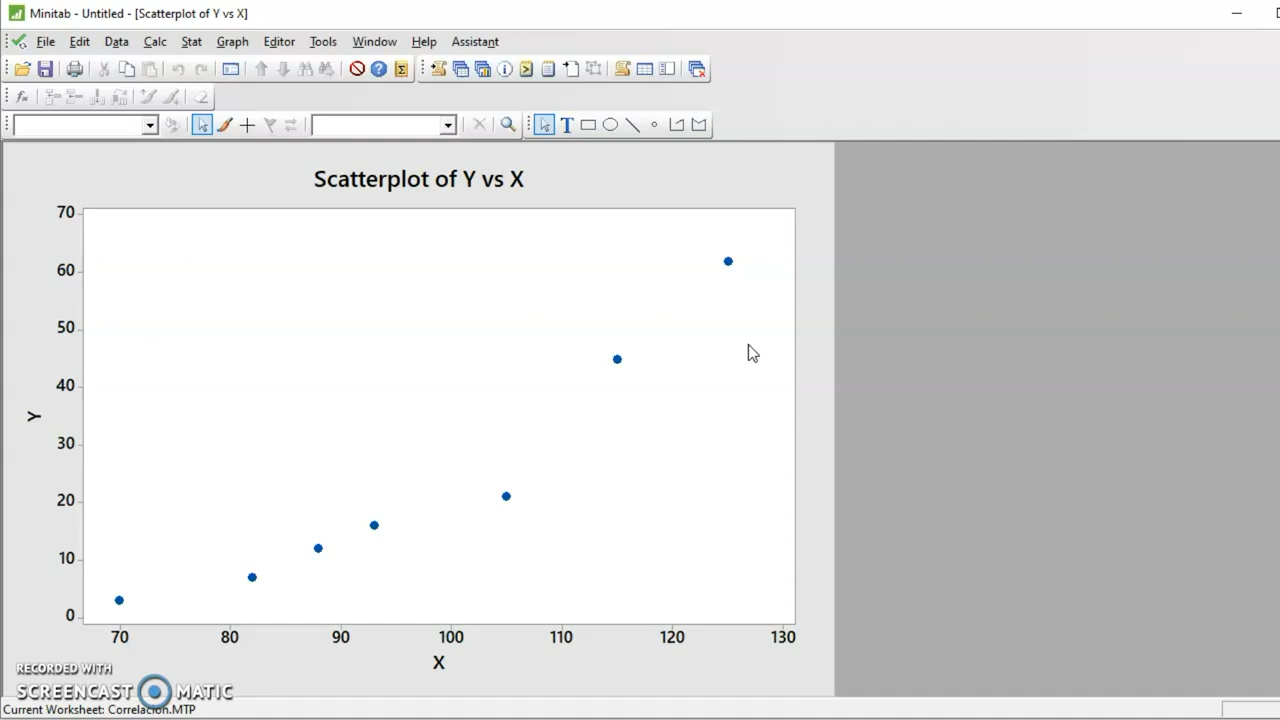 Minitab - Untitled - [Scatterplot of Y vs X]
File Edit Data Calc Stat Graph Editor Tools Window Help Assistant
Scatterplot of Y vs X
70
60
50
40
30
20
10
0
Y
70 80 90 100 110 120 130
X
RECORDED WITH
SCREENCAST MATIC
Current Worksheet: Correlacion.MTP